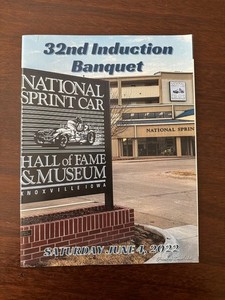 32nd Induction
Banquet
NATIONAL
SPRINT CAR
HALL of FAME
& MUSEUM
KNOXVILLE IOWA
NATIONAL SPRIN
SATURDAY JUNE 4, 2022